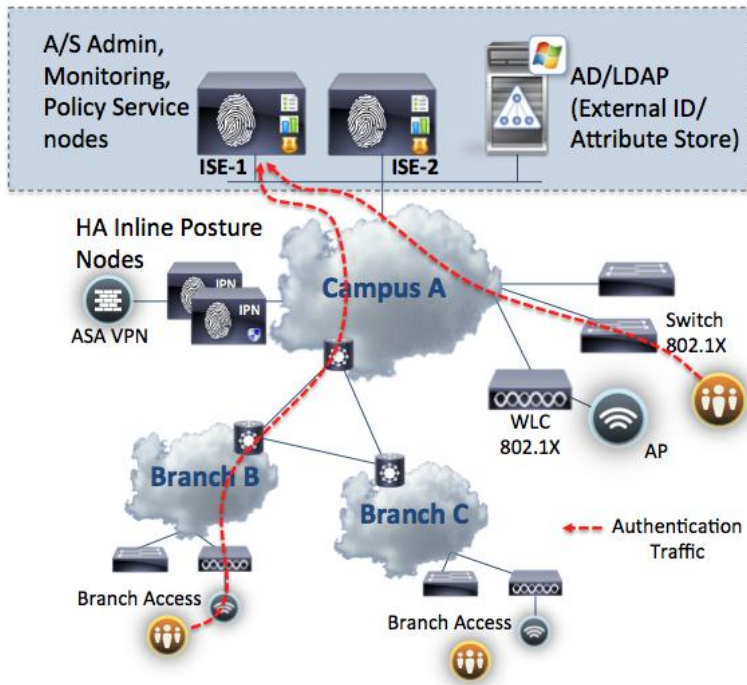 A/S Admin,
Monitoring,
Policy Service
nodes
ISE-1
ISE-2
AD/LDAP
(External ID/
Attribute Store)
HA Inline Posture
Nodes
IPN
IPN
ASA VPN
Campus A
Switch
802.1X
WLC
802.1X
AP
Branch B
Branch C
Authentication
Traffic
Branch Access
Branch Access